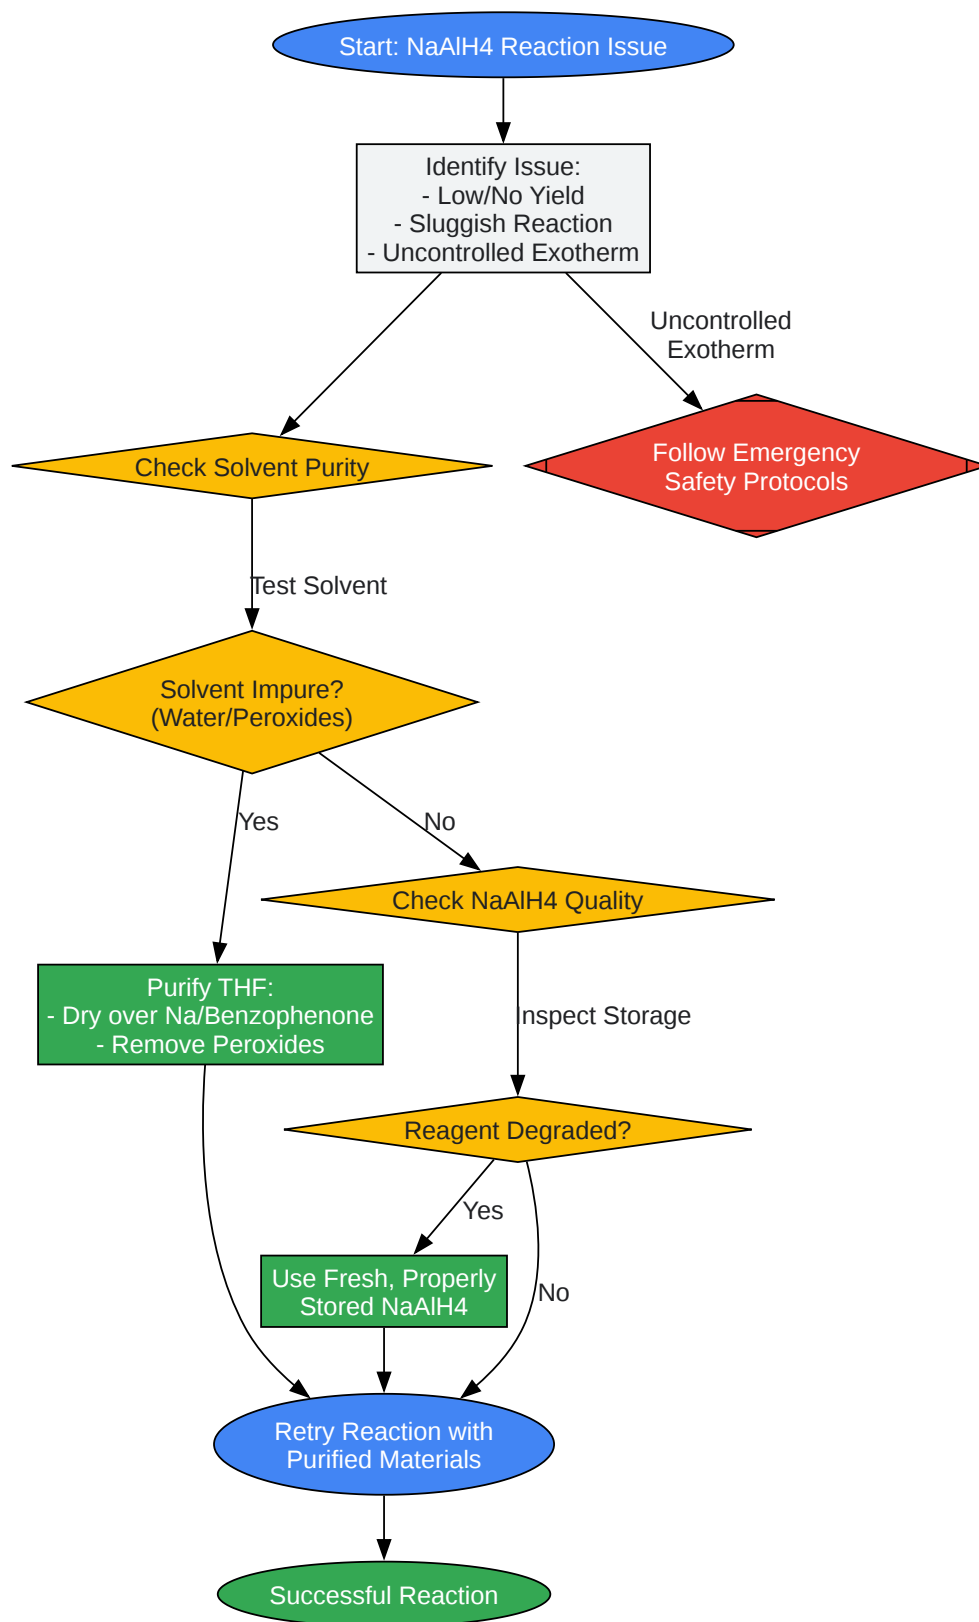 Start: NaAlH4 Reaction Issue
Identify Issue:
- Low/No Yield
- Sluggish Reaction
- Uncontrolled Exotherm
Uncontrolled
Exotherm
Check Solvent Purity
Follow Emergency
Safety Protocols
Test Solvent
Solvent Impure?
(Water/Peroxides)
Yes
No
Check NaAlH4 Quality
Purify THF:
- Dry over Na/Benzophenone
- Remove Peroxides
Inspect Storage
Reagent Degraded?
Yes
Use Fresh, Properly
Stored NaAlH4
No
Retry Reaction with
Purified Materials
Successful Reaction